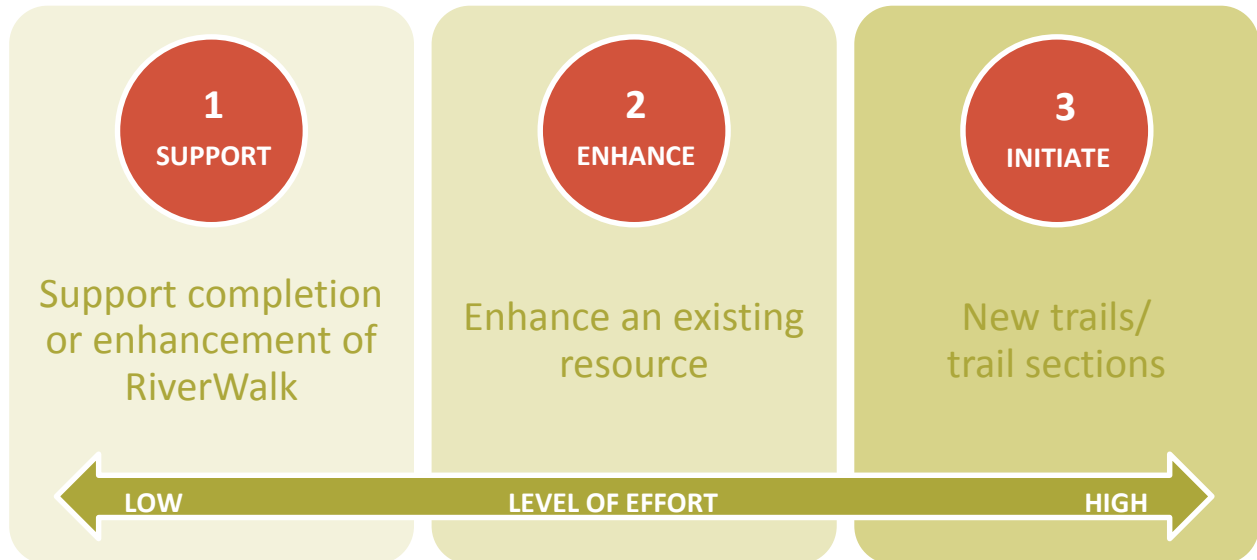 1
SUPPORT
Support completion
or enhancement of
RiverWalk
2
ENHANCE
Enhance an existing
resource
3
INITIATE
New trails/
trail sections
LOW
LEVEL OF EFFORT
HIGH